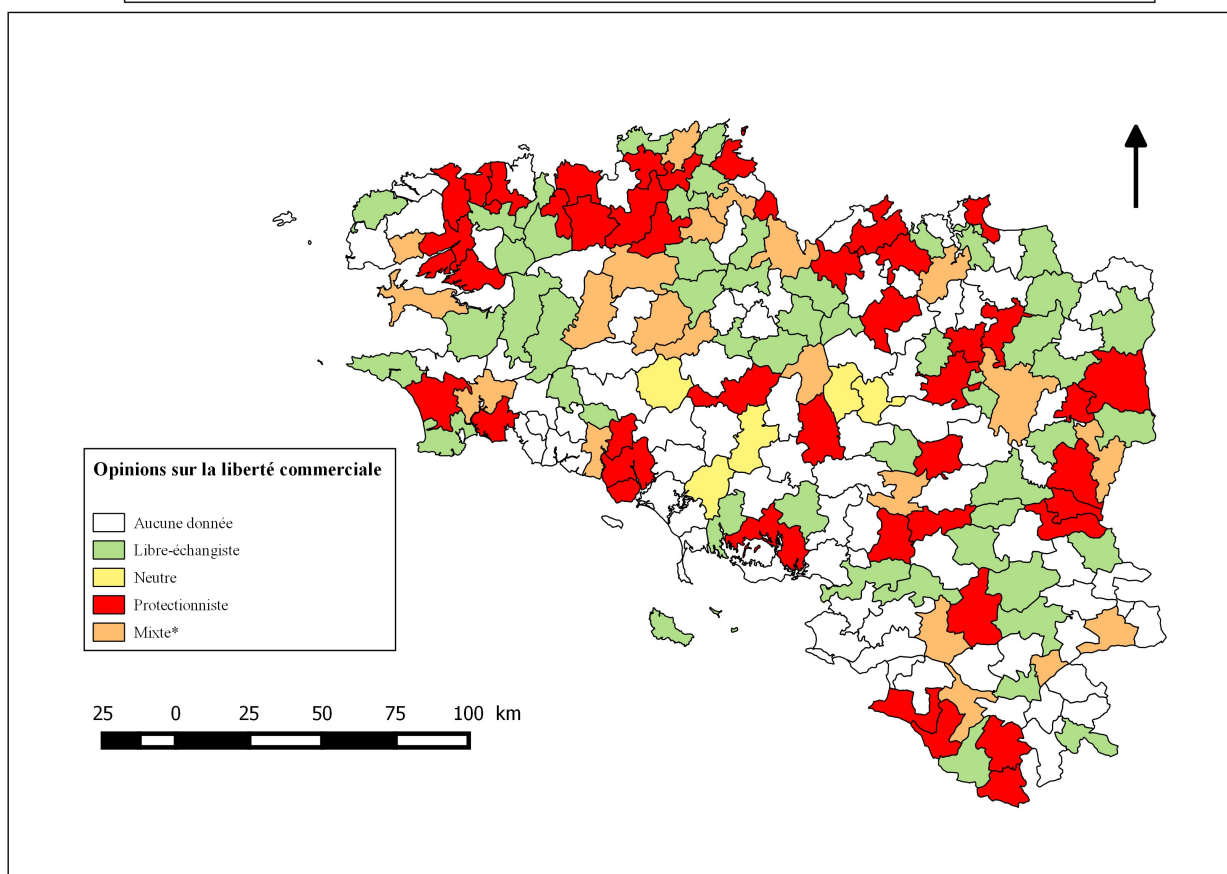 Opinions sur la liberté commerciale
Aucune donnée
Libre-échangiste
Neutre
Protectionniste
Mixte*
25 0 25 50 75 100 km